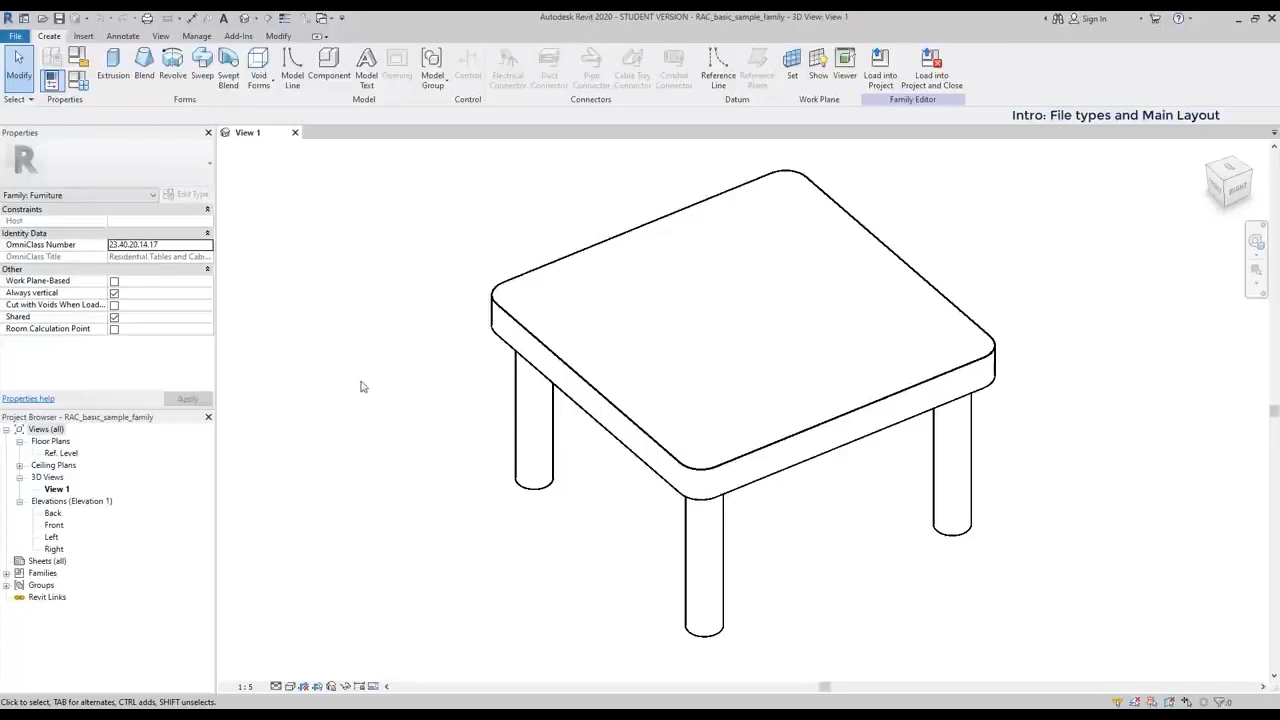 Autodesk Revit 2020 - STUDENT VERSION - RAC_basic_sample_family - 3D View: View 1
Sign In
File Create Insert Annotate View Manage Add-Ins Modify
Modify
Extrusion Blend Revolve Sweep Swept Blend Void Forms
Model Line Component Model Text Opening Model Group
Control
Electrical Connector Duct Connector Pipe Connector Cable Tray Connector Conduit Connector
Reference Line Reference Plane
Set Show Viewer
Load into Project Load into Project and Close
Select Properties Forms Model Control Connectors Datum Work Plane Family Editor
Intro: File types and Main Layout
Properties
View 1
R
Family: Furniture
Edit Type
Constraints
Host
Identity Data
OmniClass Number 23.40.20.14.17
OmniClass Title Residential Tables and Cabi...
Other
Work Plane-Based
Always vertical
Cut with Voids When Load...
Shared
Room Calculation Point
Properties help
Apply
Project Browser - RAC_basic_sample_family
Views (all)
Floor Plans
Ref. Level
Ceiling Plans
3D Views
View 1
Elevations (Elevation 1)
Back
Front
Left
Right
Sheets (all)
Families
Groups
Revit Links
RIGHT
1 : 5
Click to select, TAB for alternates, CTRL adds, SHIFT unselects.
:0